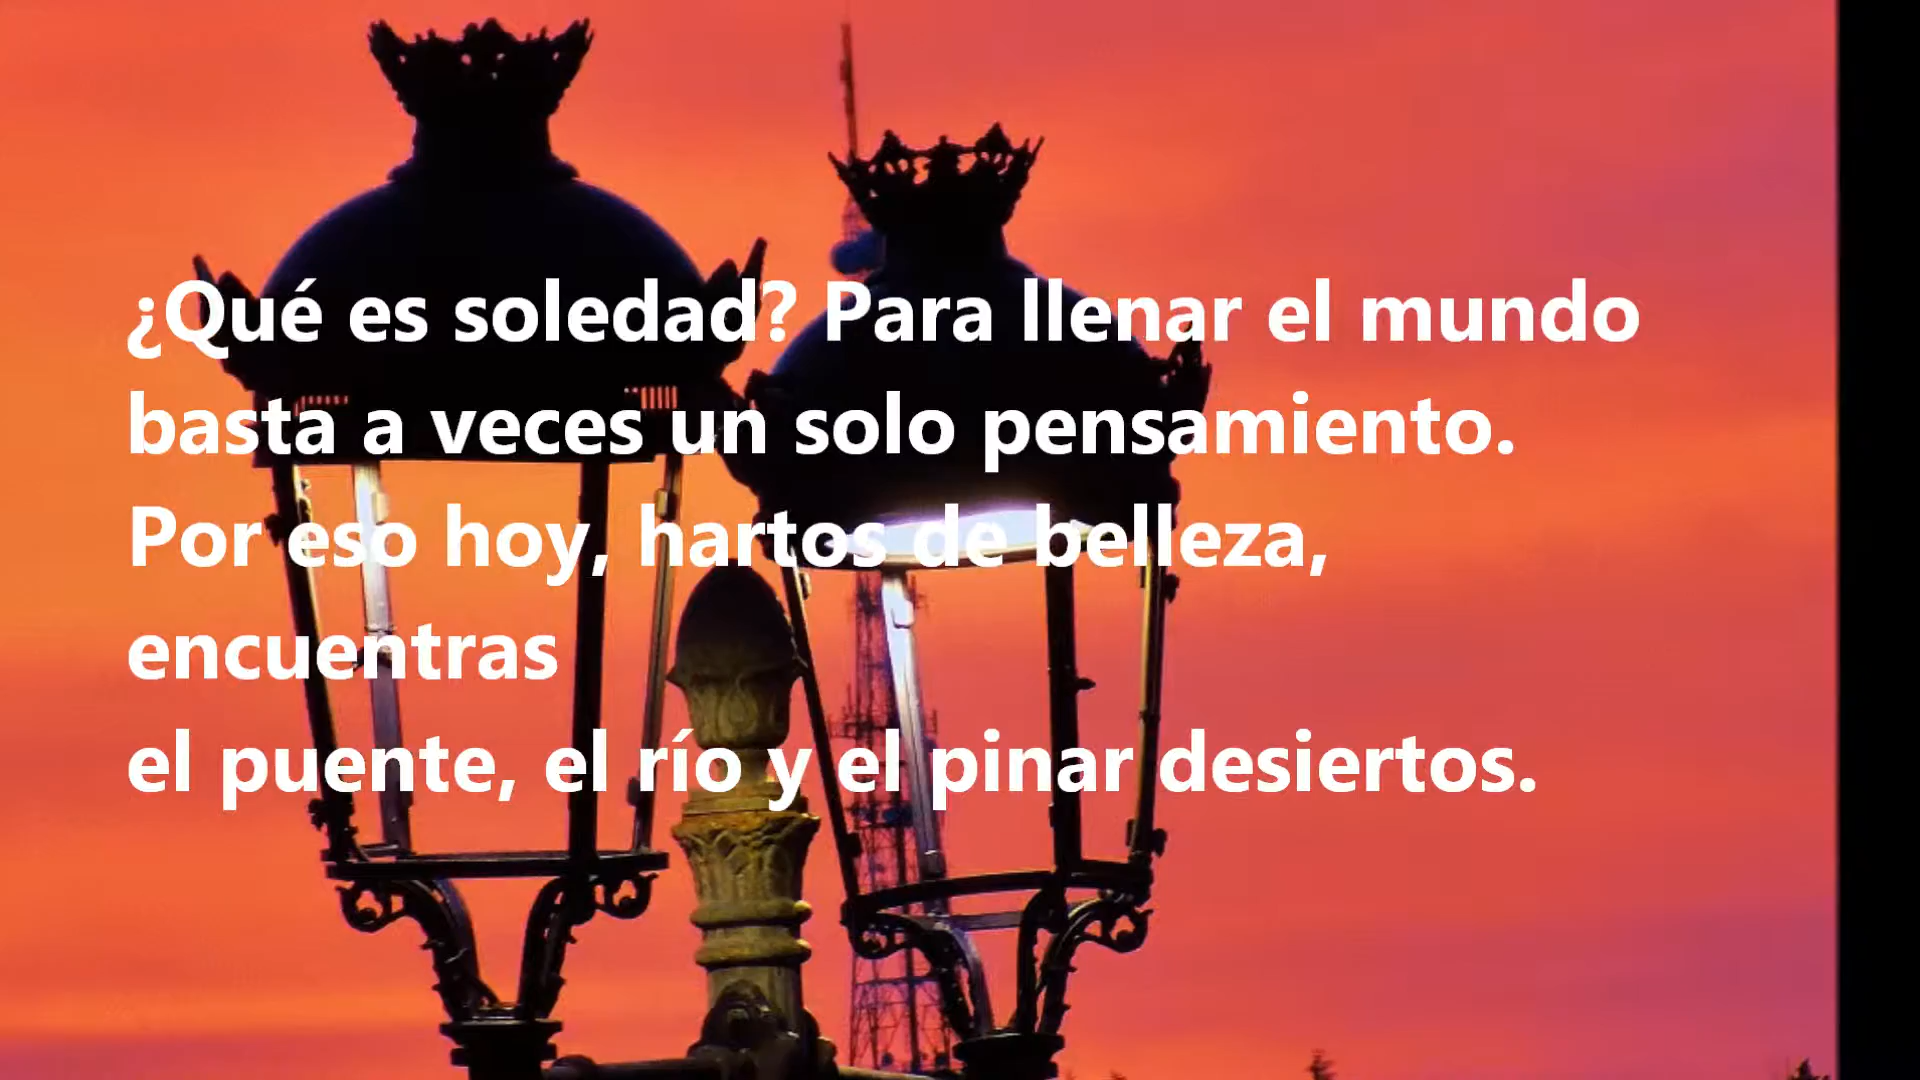 ¿Qué es soledad? Para llenar el mundo
basta a veces un solo pensamiento.
Por eso hoy, hartos de belleza,
encuentras
el puente, el río y el pinar desiertos.